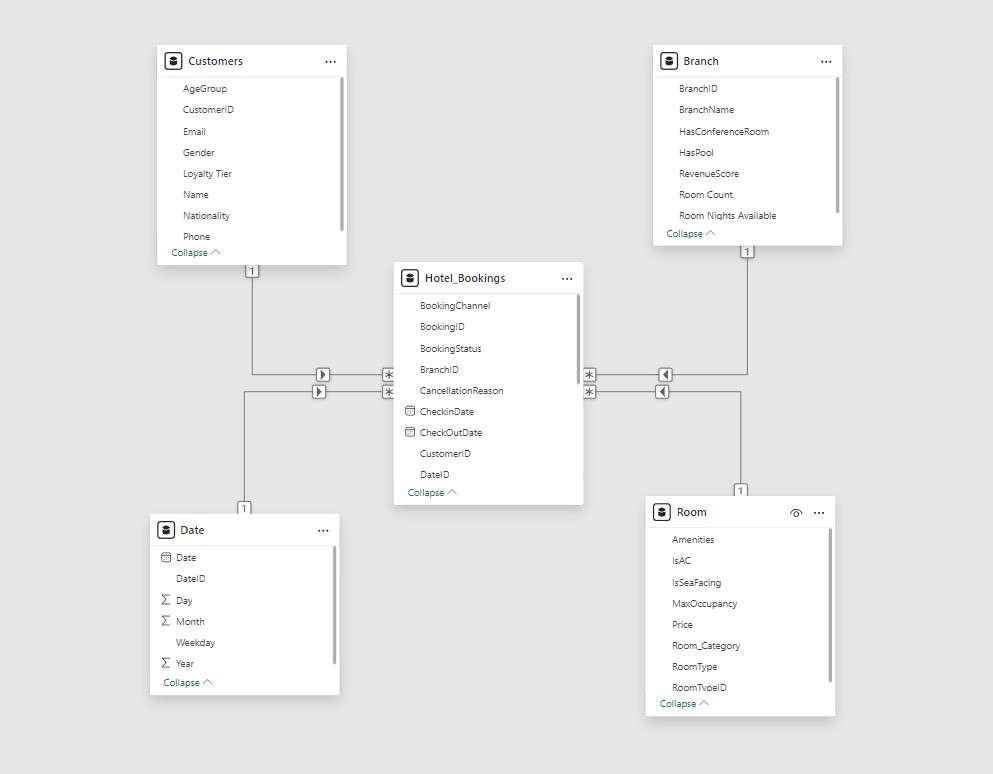 Customers
AgeGroup
CustomerID
Email
Gender
Loyalty Tier
Name
Nationality
Phone
Collapse
1
Branch
BranchID
BranchName
HasConferenceRoom
HasPool
RevenueScore
Room Count
Room Nights Available
Collapse
1
Hotel_Bookings
BookingChannel
BookingID
BookingStatus
BranchID
CancellationReason
CheckinDate
CheckOutDate
CustomerID
DateID
Collapse
*
*
*
*
1
Date
Date
DateID
Σ Day
Σ Month
Weekday
Σ Year
Collapse
1
Room
Amenities
IsAC
IsSeaFacing
MaxOccupancy
Price
Room_Category
RoomType
RoomTypeID
Collapse